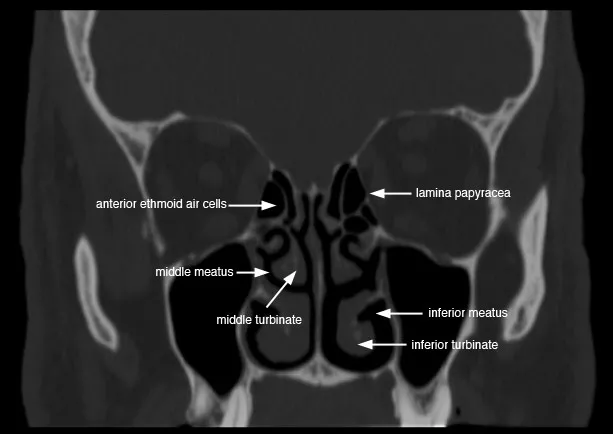 lamina papyracea
anterior ethmoid air cells
middle meatus
middle turbinate
inferior meatus
inferior turbinate